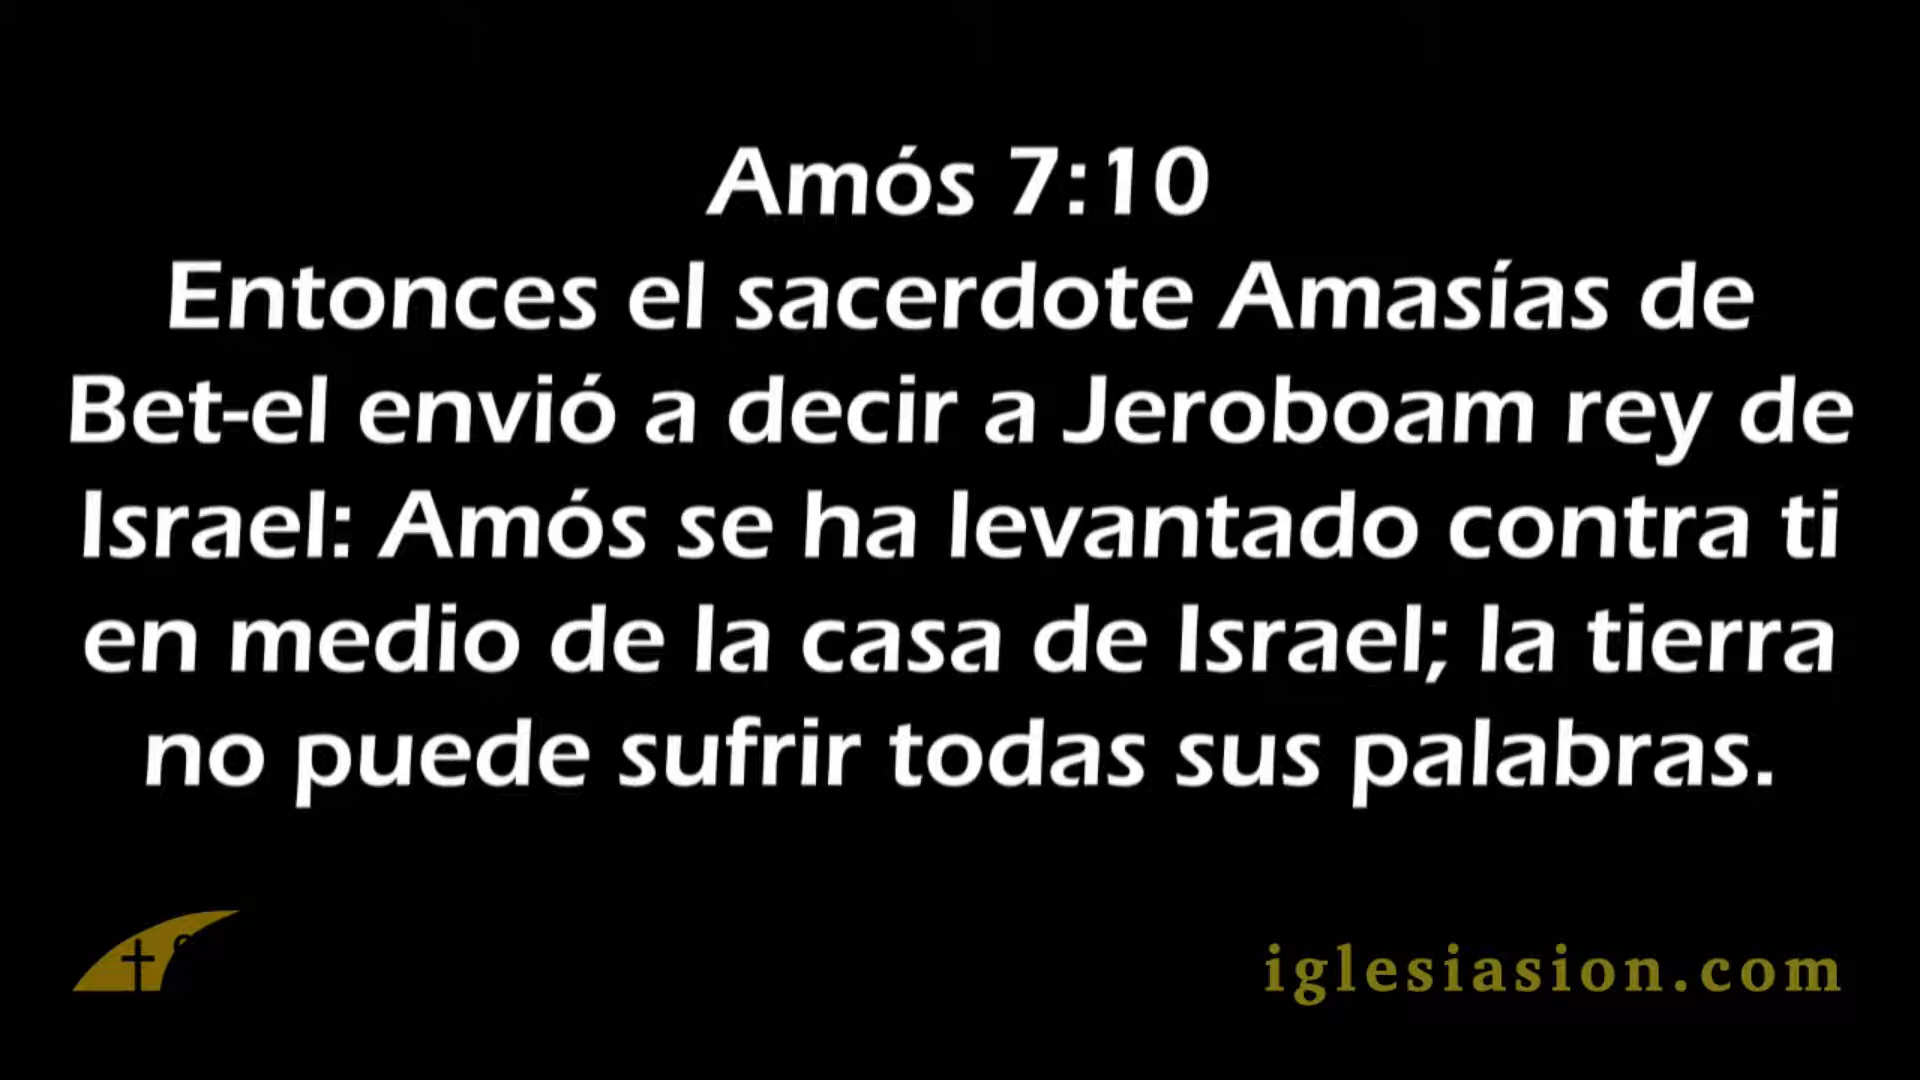 Amós 7:10
Entonces el sacerdote Amasías de
Bet-el envió a decir a Jeroboam rey de
Israel: Amós se ha levantado contra ti
en medio de la casa de Israel; la tierra
no puede sufrir todas sus palabras.
iglesiasion.com